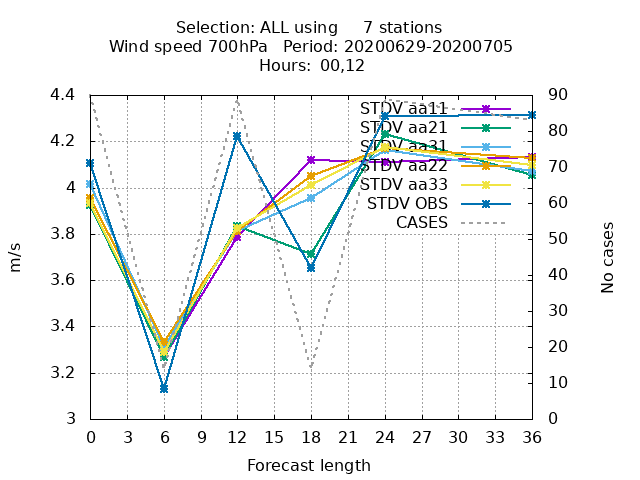 Selection: ALL using 7 stations
Wind speed 700hPa Period: 20200629-20200705
Hours: 00,12
4.4
4.2
4
3.8
3.6
3.4
3.2
3
m/s
90
80
70
60
50
40
30
20
10
0
No cases
STDV aa11
STDV aa21
STDV aa31
STDV aa22
STDV aa33
STDV OBS
CASES
0 3 6 9 12 15 18 21 24 27 30 33 36
Forecast length